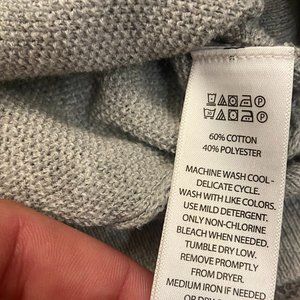 60% COTTON
40% POLYESTER
MACHINE WASH COOL -
DELICATE CYCLE.
WASH WITH LIKE COLORS.
USE MILD DETERGENT.
ONLY NON-CHLORINE
BLEACH WHEN NEEDED.
TUMBLE DRY LOW.
REMOVE PROMPTLY
FROM DRYER.
MEDIUM IRON IF NEEDED